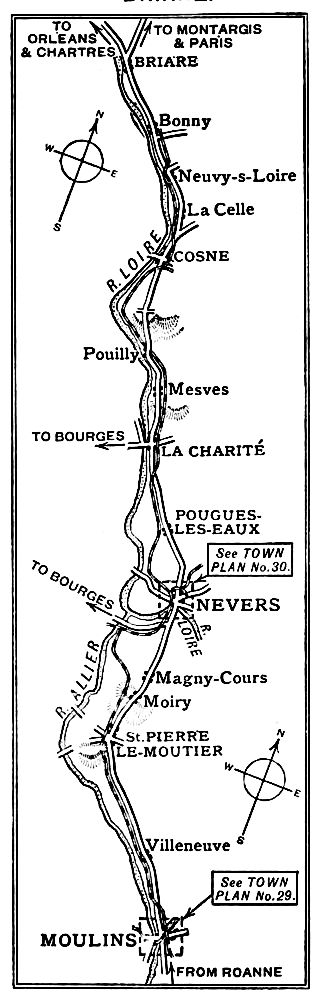 TO
ORLEANS
& CHARTRES
TO MONTARGIS
& PARIS
BRIARE
Bonny
N
W
E
S
Neuvy-s-Loire
La Celle
R. LOIRE
COSNE
Pouilly
Mesves
TO BOURGES
LA CHARITÉ
POUGUES-
LES-EAUX
See TOWN
PLAN No.30.
TO BOURGES
NEVERS
R. LOIRE
R. ALLIER
Magny-Cours
Moiry
St. PIERRE
LE-MOUTIER
N
W
E
S
Villeneuve
See TOWN
PLAN No.29.
MOULINS
FROM ROANNE